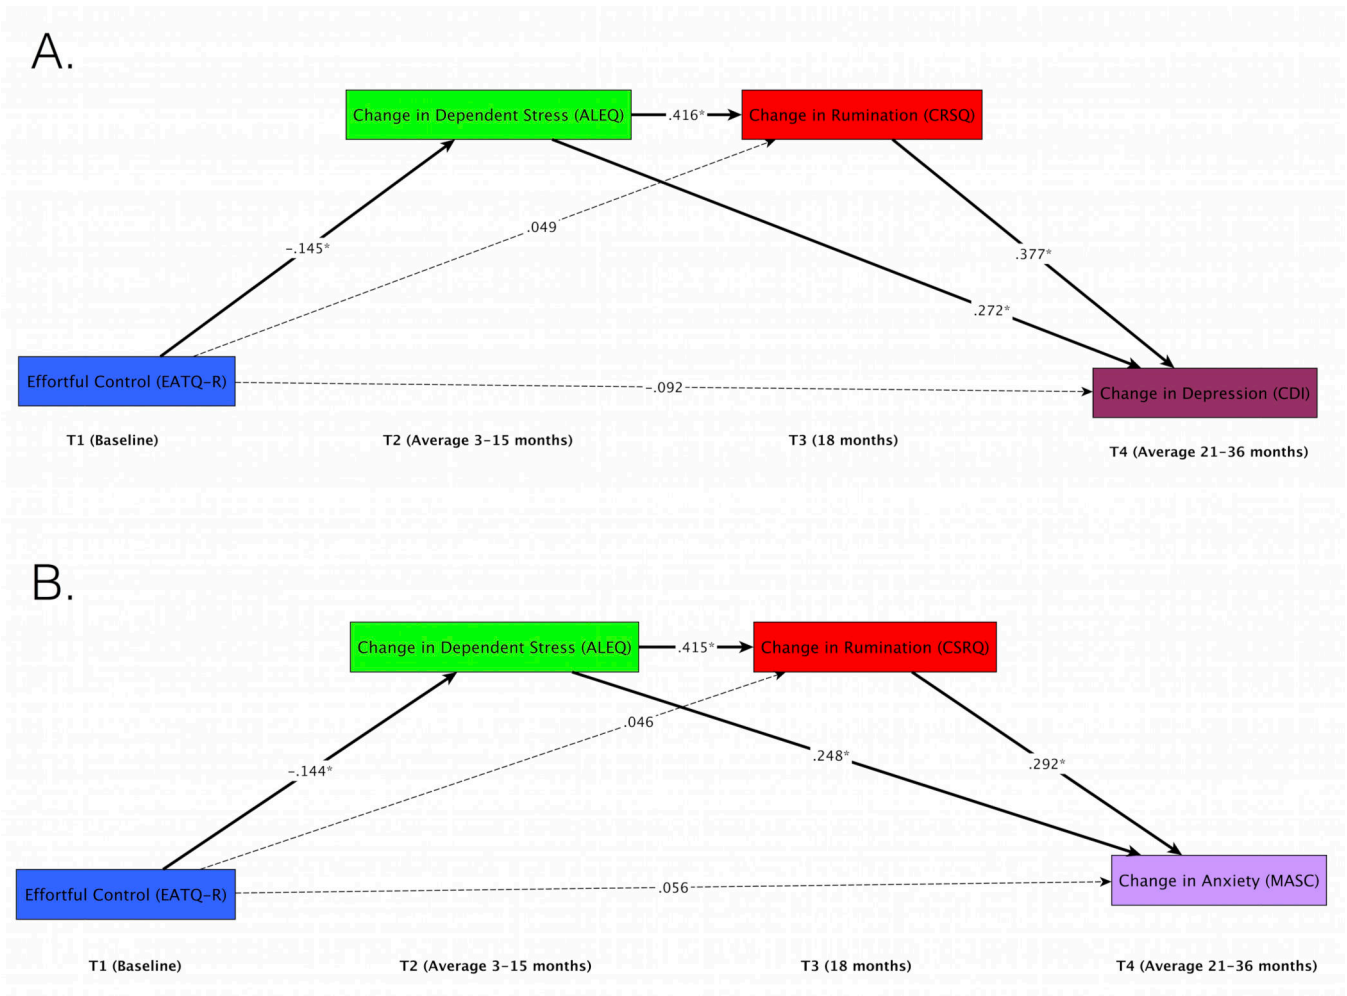 A.
Change in Dependent Stress (ALEQ)
.416*
Change in Rumination (CRSQ)
.049
-.145*
.377*
.272*
Effortful Control (EATQ-R)
-.092
Change in Depression (CDI)
T1 (Baseline)
T2 (Average 3-15 months)
T3 (18 months)
T4 (Average 21-36 months)
B.
Change in Dependent Stress (ALEQ)
.415*
Change in Rumination (CSRQ)
.046
-.144*
.248*
.292*
Effortful Control (EATQ-R)
.056
Change in Anxiety (MASC)
T1 (Baseline)
T2 (Average 3-15 months)
T3 (18 months)
T4 (Average 21-36 months)